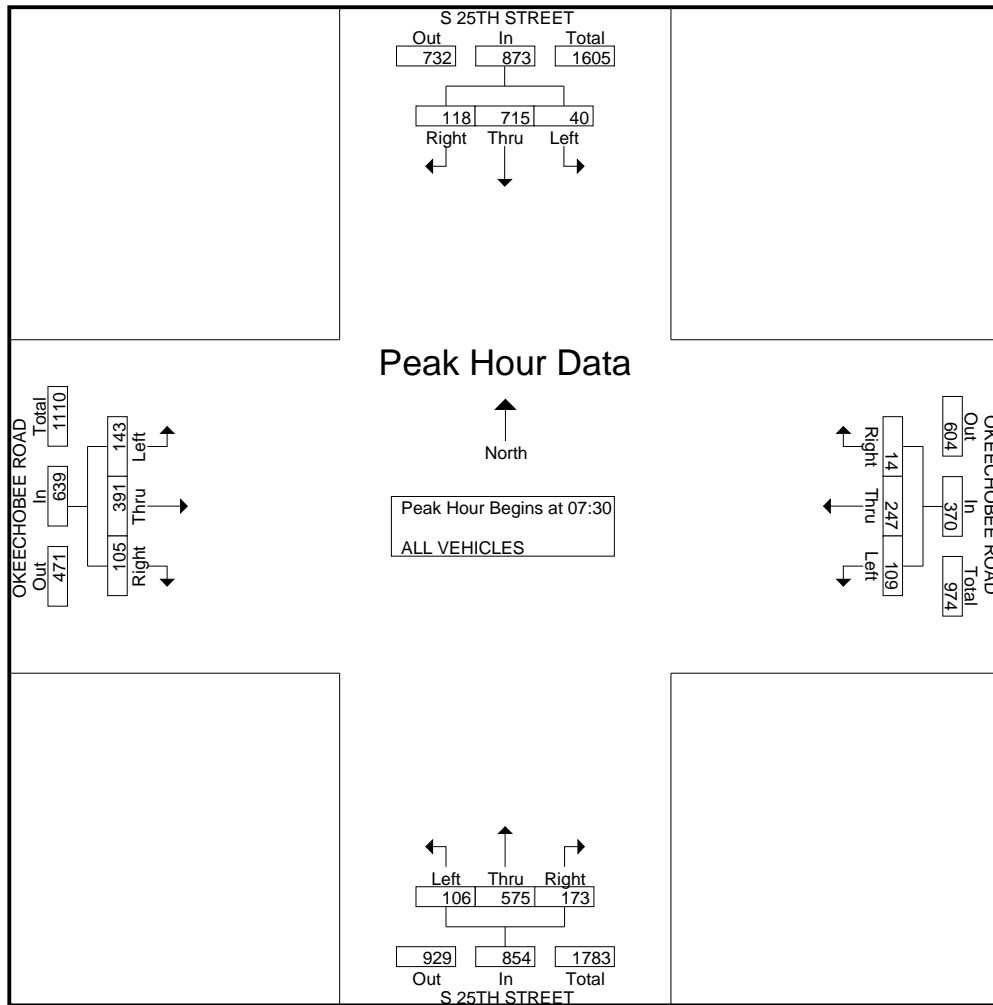 S 25TH STREET
Out In Total
732 873 1605
118 715 40
Right Thru Left
Peak Hour Data
North
Peak Hour Begins at 07:30
ALL VEHICLES
OKEECHOBEE ROAD
Total In Out
1110 639 471
143 391 105
Left Thru Right
OKEECHOBEE ROAD
Out In Total
604 370 974
14 247 109
Right Thru Left
Left Thru Right
106 575 173
929 854 1783
Out In Total
S 25TH STREET